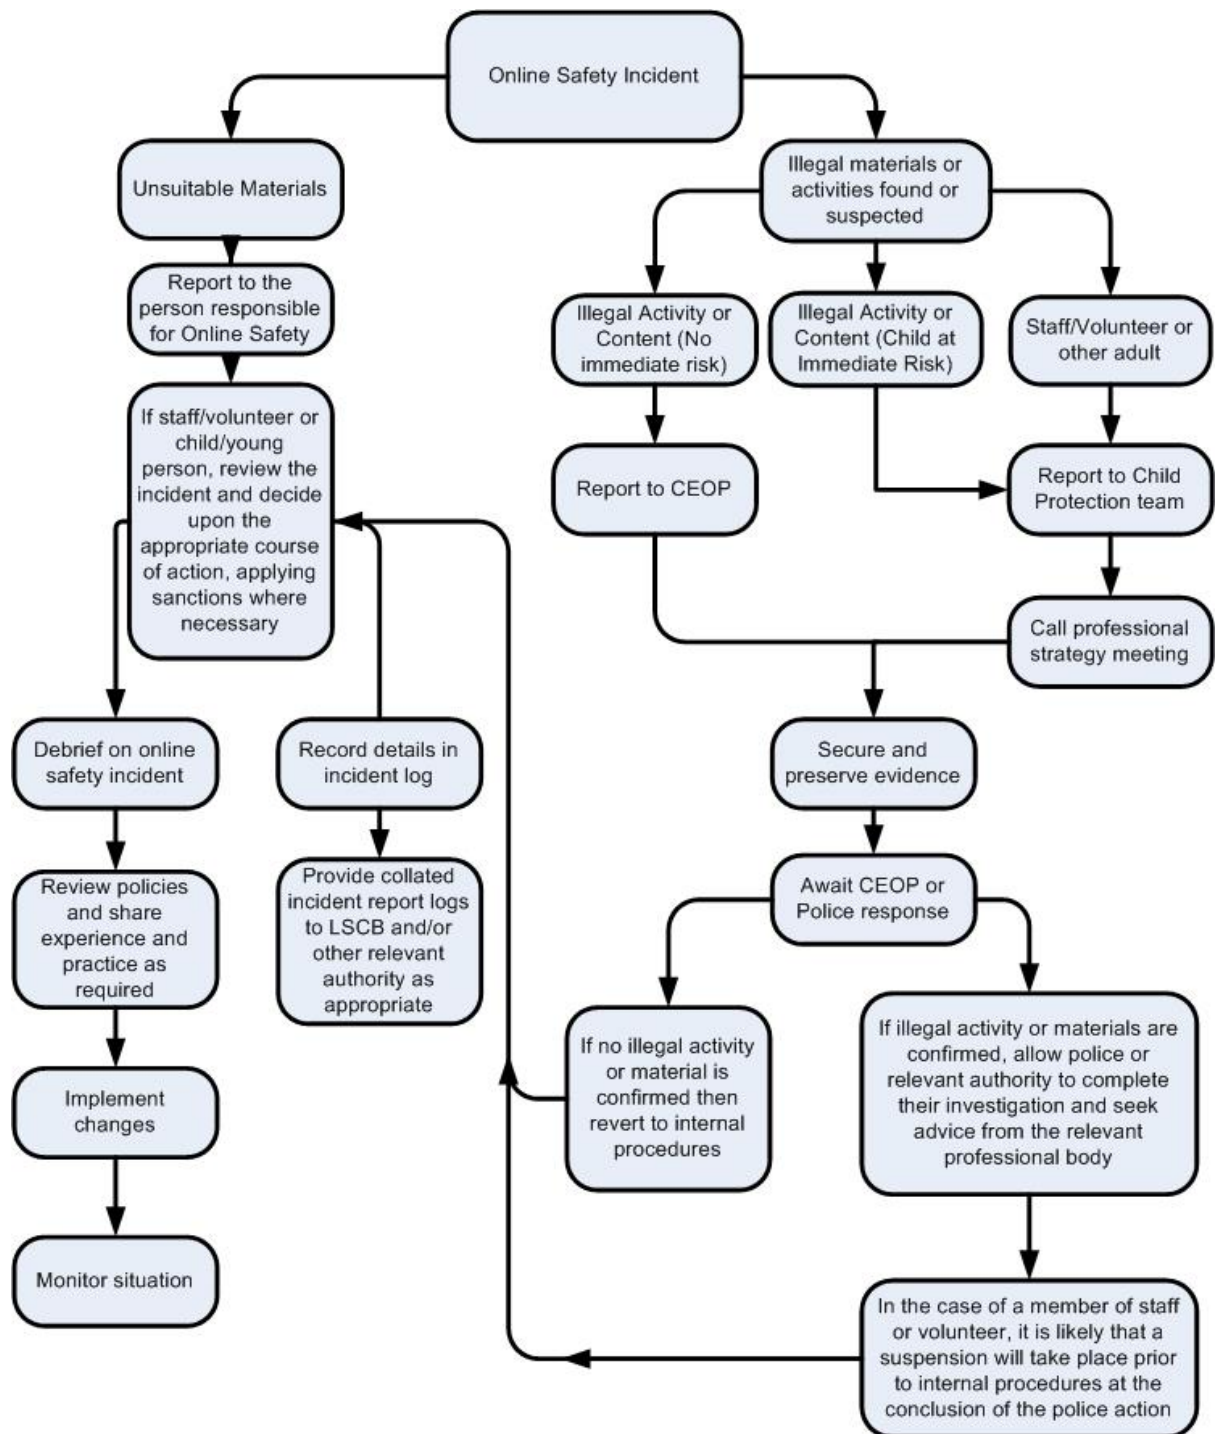 Online Safety Incident
Unsuitable Materials
Report to the
person responsible
for Online Safety
If staff/volunteer or
child/young
person, review the
incident and decide
upon the
appropriate course
of action, applying
sanctions where
necessary
Debrief on online
safety incident
Review policies
and share
experience and
practice as
required
Implement
changes
Monitor situation
Record details in
incident log
Provide collated
incident report logs
to LSCB and/or
other relevant
authority as
appropriate
Illegal materials or
activities found or
suspected
Illegal Activity or
Content (No
immediate risk)
Illegal Activity or
Content (Child at
Immediate Risk)
Staff/Volunteer or
other adult
Report to CEOP
Report to Child
Protection team
Call professional
strategy meeting
Secure and
preserve evidence
Await CEOP or
Police response
If no illegal activity
or material is
confirmed then
revert to internal
procedures
If illegal activity or materials are
confirmed, allow police or
relevant authority to complete
their investigation and seek
advice from the relevant
professional body
In the case of a member of staff
or volunteer, it is likely that a
suspension will take place prior
to internal procedures at the
conclusion of the police action